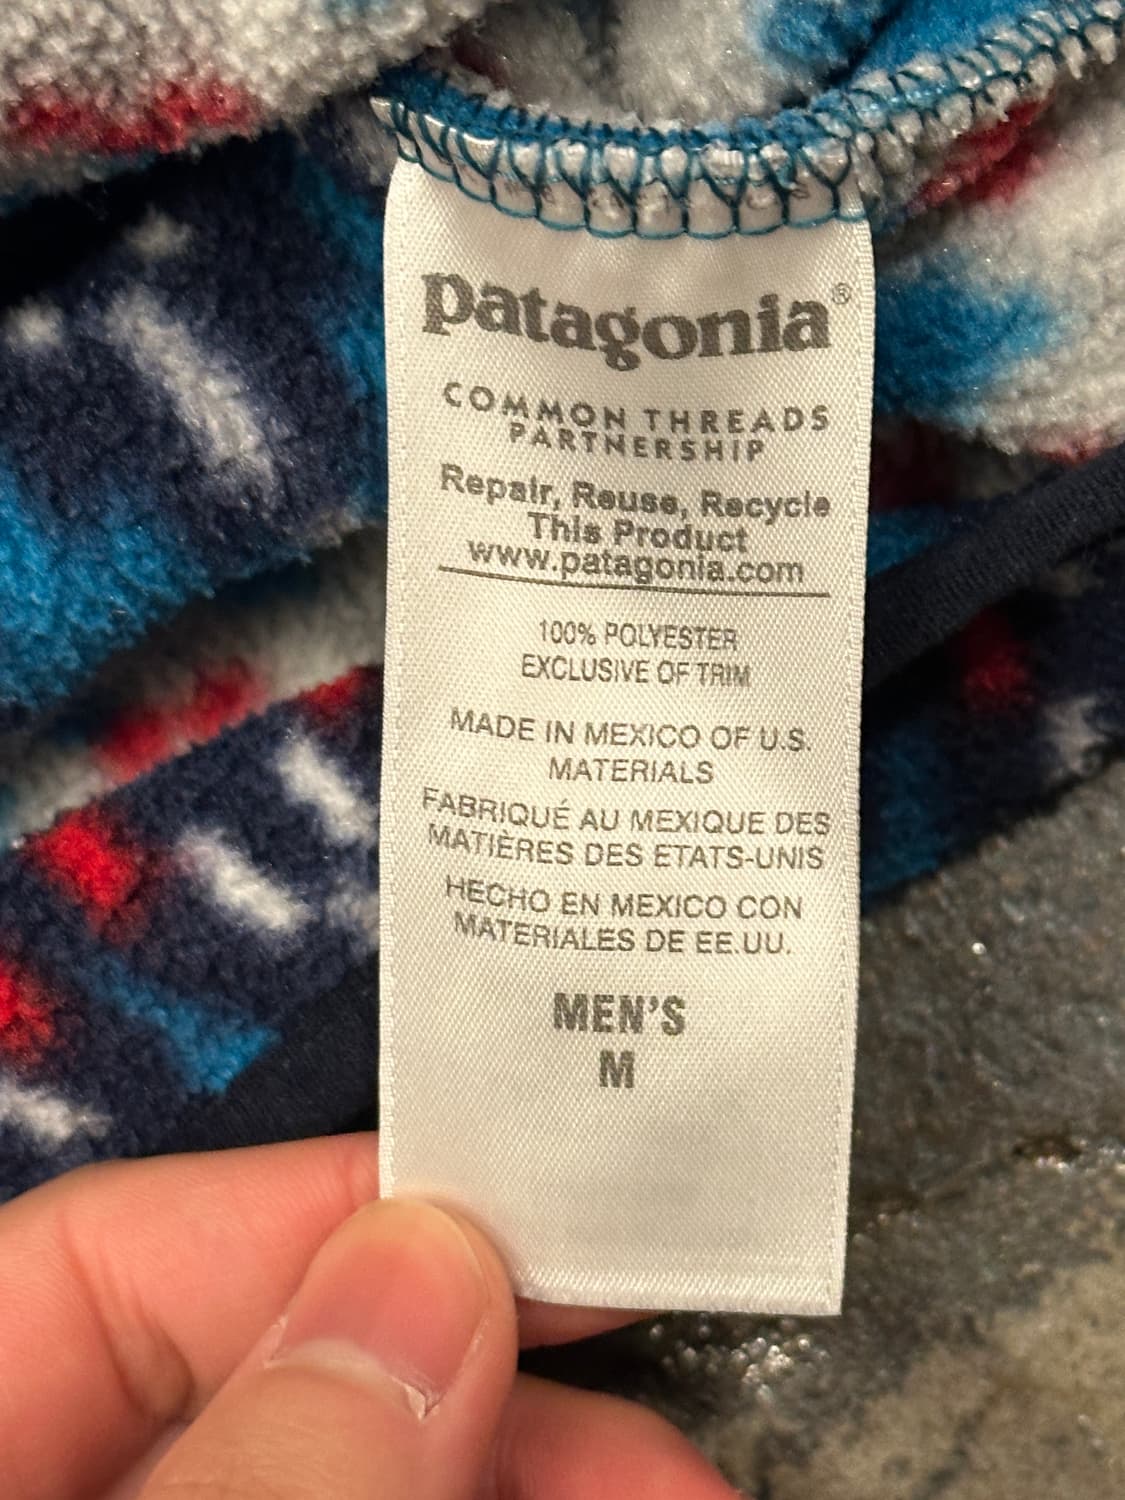 patagonia®
COMMON THREADS
PARTNERSHIP
Repair, Reuse, Recycle
This Product
www.patagonia.com
100% POLYESTER
EXCLUSIVE OF TRIM
MADE IN MEXICO OF U.S.
MATERIALS
FABRIQUÉ AU MEXIQUE DES
MATIÈRES DES ETATS-UNIS
HECHO EN MEXICO CON
MATERIALES DE EE.UU.
MEN'S
M